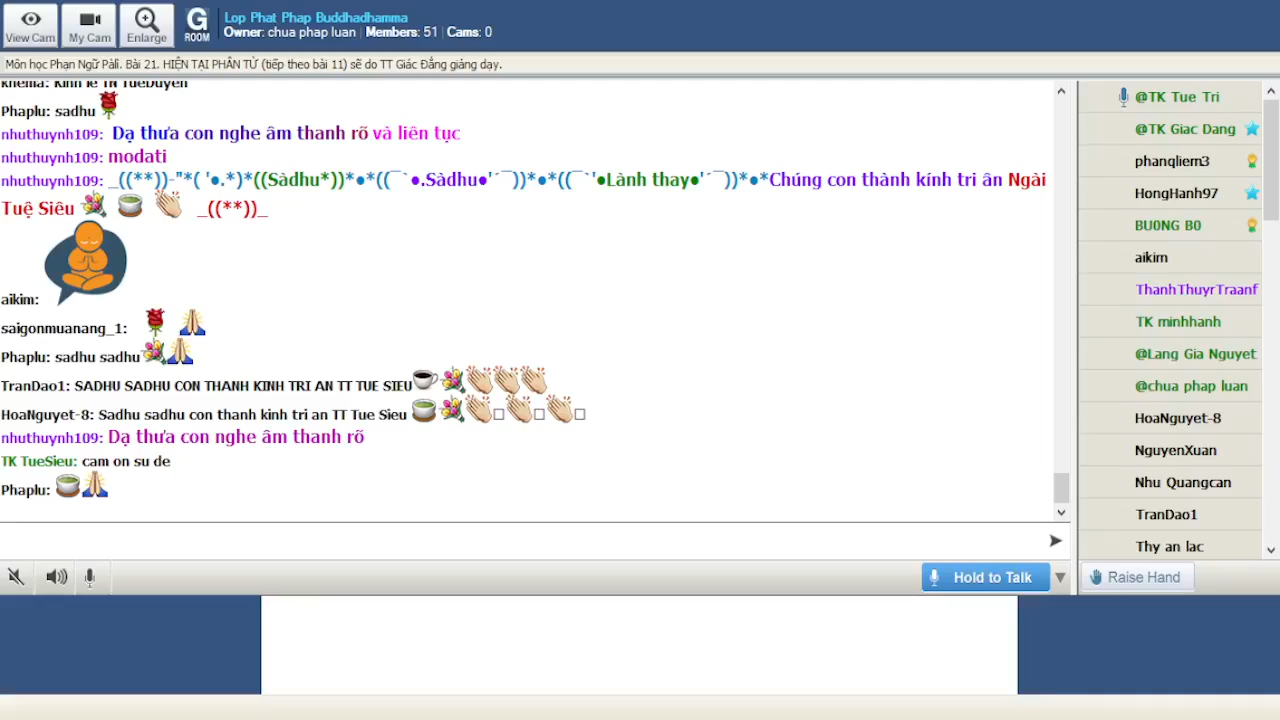 View Cam
My Cam
Enlarge
G
ROOM
Lop Phat Phap Buddhadhamma
Owner: chua phap luan | Members: 51 | Cams: 0
Môn học Phạn Ngữ Pāli. Bài 21. HIỆN TẠI PHÂN TỪ (tiếp theo bài 11) sẽ do TT Giác Đẳng giảng dạy.
khema: Kinh le TN TueDuyen
Phaplu: sadhu
nhuthuynh109: Dạ thưa con nghe âm thanh rõ và liên tục
nhuthuynh109: modati
nhuthuynh109: _((**))-"*( '●.*)*((Sàdhu*))*●*((¯`●.Sàdhu●'´¯))*●*●*((¯`'●Lành thay●'´¯))*●*●*Chúng con thành kính tri ân Ngài
Tuệ Siêu _((**))_
aikim:
saigonmuanang_1:
Phaplu: sadhu sadhu
TranDao1: SADHU SADHU CON THANH KINH TRI AN TT TUE SIEU
HoaNguyet-8: Sadhu sadhu con thanh kinh tri an TT Tue Sieu
nhuthuynh109: Dạ thưa con nghe âm thanh rõ
TK TueSieu: cam on su de
Phaplu:
Hold to Talk
@TK Tue Tri
@TK Giac Dang
phanqliem3
HongHanh97
BU0NG B0
aikim
ThanhThuyrTraanf
TK minhhanh
@Lang Gia Nguyet
@chua phap luan
HoaNguyet-8
NguyenXuan
Nhu Quangcan
TranDao1
Thy an lac
Raise Hand